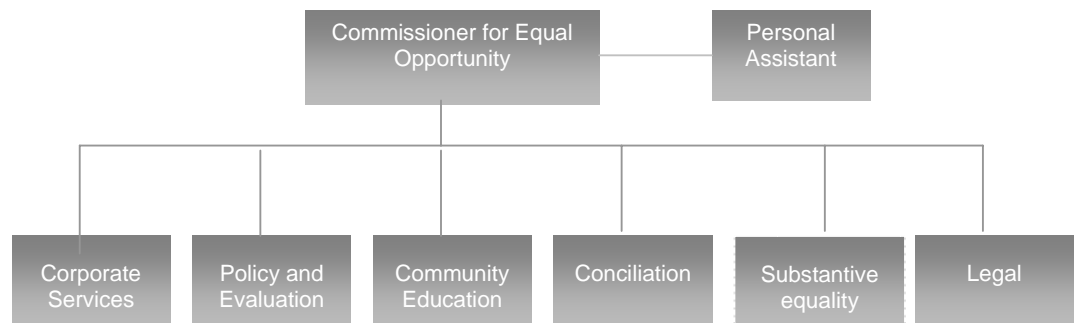 Commissioner for Equal
Opportunity
Personal
Assistant
Corporate
Services
Policy and
Evaluation
Community
Education
Conciliation
Substantive
equality
Legal